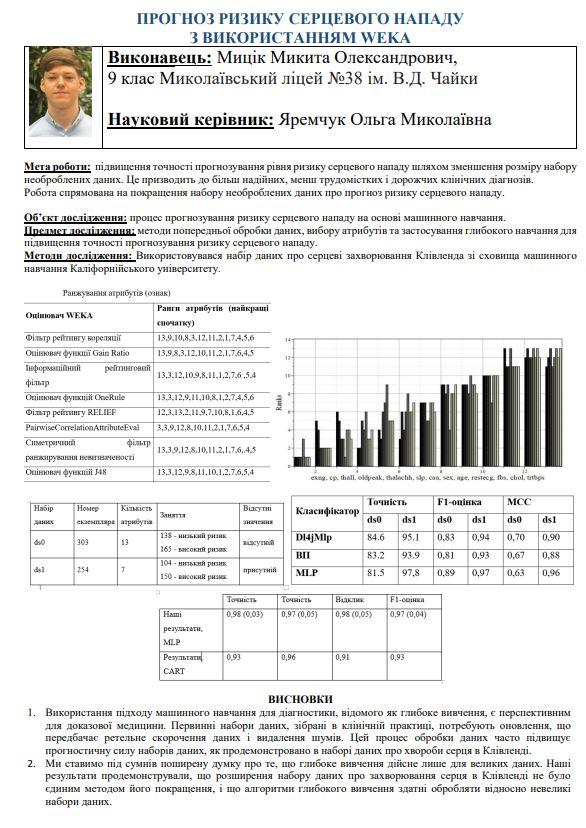 ПРОГНОЗ РИЗИКУ СЕРЦЕВОГО НАПАДУ
З ВИКОРИСТАННЯМ WEKA
Виконавець: Мицік Микита Олександрович,
9 клас Миколаївський ліцей №38 ім. В.Д. Чайки
Науковий керівник: Яремчук Ольга Миколаївна
Мета роботи: підвищення точності прогнозування рівня ризику серцевого нападу шляхом зменшення розміру набору
необроблених даних. Це призводить до більш надійних, менш трудомістких і дорожчих клінічних діагнозів.
Робота спрямована на покращення набору необроблених даних про прогноз ризику серцевого нападу.
Об'єкт дослідження: процес прогнозування ризику серцевого нападу на основі машинного навчання.
Предмет дослідження: методи попередньої обробки даних, вибору атрибутів та застосування глибокого навчання для
підвищення точності прогнозування ризику серцевого нападу.
Методи дослідження: Використовувався набір даних про серцеві захворювання Клівленда зі сховища машинного
навчання Каліфорнійського університету.
Ранжування атрибутів (ознак)
Оцінювач WEKA
Ранги атрибутів (найкращі
спочатку)
Фільтр рейтингу кореляції 13,9,10,8,3,12,11,2,1,7,4,5,6
Оцінювач функції Gain Ratio 13,9,8,3,12,10,11,2,1,7,6,4,5
Інформаційний рейтинговий
фільтр
13,3,12,10,9,8,11,1,2,7,6 ,5,4
Оцінювач функцій OneRule 13,3,12,9,11,10,8,1,2,7,4,6,5
Фільтр рейтингу RELIEF 12,3,13,2,11,9,7,10,8,1,6,4,5
PairwiseCorrelationAttributeEval 3,3,9,12,8,10,11,2,1,7,6,5,4
Симетричний фільтр
ранжирування невизначеності
13,3,9,12,8,10,11,2,1,7,6,.4,5
Оцінювач функцій J48 13,3,12,9,8,11,10,1,2,7,6,5,4
Ranks
14
12
10
8
6
4
2
0
2 4 6 8 10 12
exng, cp, thall, oldpeak, thalachh, slp, caa, sex, age, restecg, fbs, chol, trtbps
Набір
даних
Номер
екземпляра
Кількість
атрибутів
Заняття
Відсутні
значення
ds0 303 13
138 - низький ризик
165 - високий ризик
відсутній
ds1 254 7
104 - низький ризик
150 - високий ризик
присутній
Класифікатор Точність F1-оцінка MCC
ds0 ds1 ds0 ds1 ds0 ds1
Dl4jMlp 84.6 95.1 0,83 0,94 0,70 0,90
ВП 83.2 93.9 0,81 0,93 0,67 0,88
MLP 81.5 97,8 0,89 0,97 0,63 0,96
Точність Точність Відклик F1-оцінка
Наші
результати,
MLP
0,98 (0,03) 0,97 (0,05) 0,98 (0,05) 0,97 (0,04)
Результати,
CART
0,93 0,96 0,91 0,93
ВИСНОВКИ
1. Використання підходу машинного навчання для діагностики, відомого як глибоке вивчення, є перспективним
для доказової медицини. Первинні набори даних, зібрані в клінічній практиці, потребують оновлення, що
передбачає ретельне скорочення даних і видалення шумів. Цей процес обробки даних часто підвищує
прогностичну силу наборів даних, як продемонстровано в наборі даних про хвороби серця в Клівленді.
2. Ми ставимо під сумнів поширену думку про те, що глибоке вивчення дійсне лише для великих даних. Наші
результати продемонстрували, що розширення набору даних про захворювання серця в Клівленді не було
єдиним методом його покращення, і що алгоритми глибокого вивчення здатні обробляти відносно невеликі
набори даних.